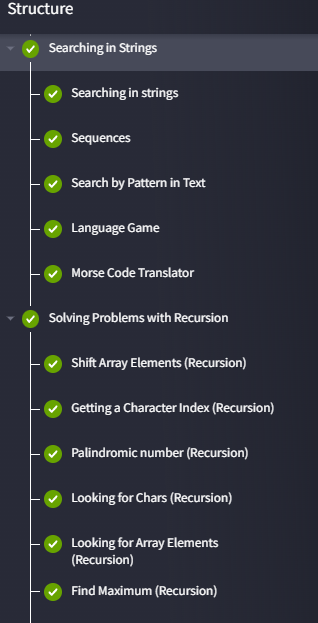 Structure
Searching in Strings
Searching in strings
Sequences
Search by Pattern in Text
Language Game
Morse Code Translator
Solving Problems with Recursion
Shift Array Elements (Recursion)
Getting a Character Index (Recursion)
Palindromic number (Recursion)
Looking for Chars (Recursion)
Looking for Array Elements
(Recursion)
Find Maximum (Recursion)